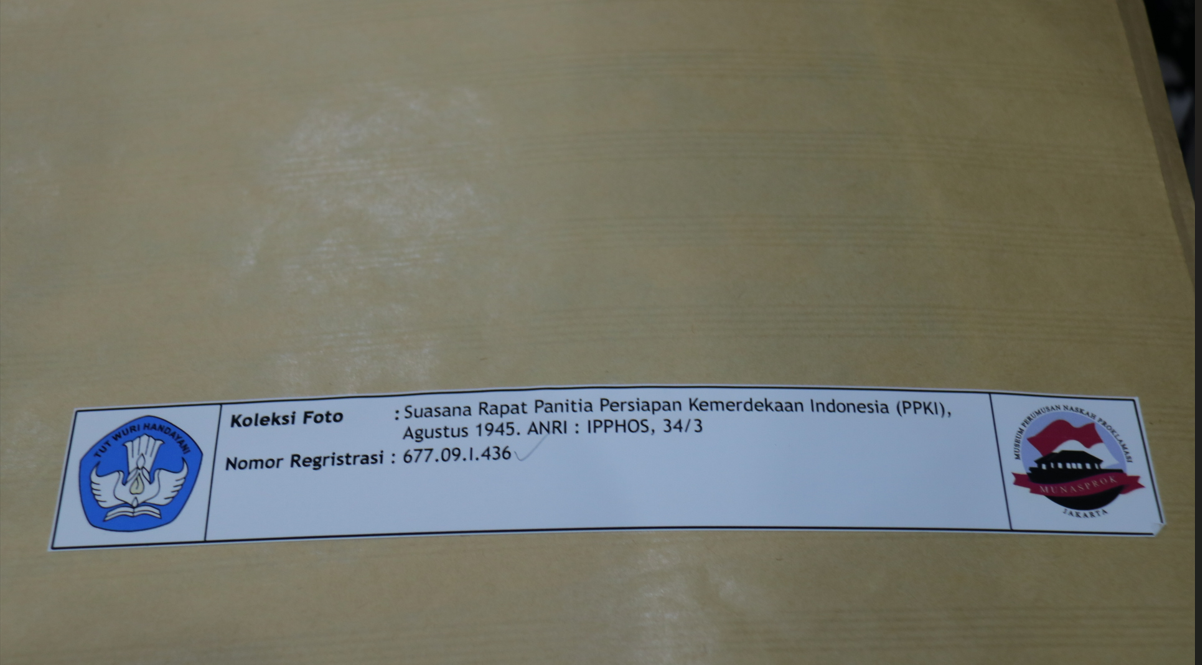 TUT WURI HANDAYANI
Koleksi Foto : Suasana Rapat Panitia Persiapan Kemerdekaan Indonesia (PPKI),
Agustus 1945. ANRI : IPPHOS, 34/3
Nomor Regristrasi : 677.09.I.436
MUSEUM PERUMUSAN NASKAH PROKLAMASI
MUNASPROK
JAKARTA